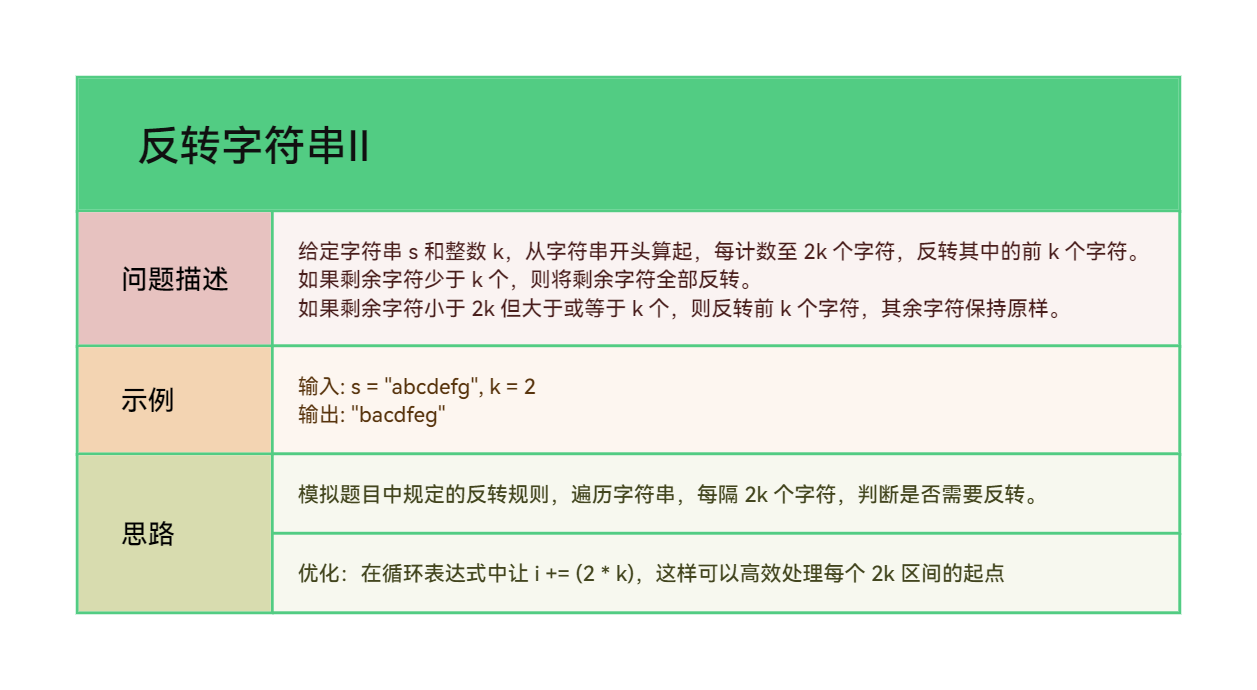 反转字符串II
问题描述
给定字符串 s 和整数 k，从字符串开头算起，每计数至 2k 个字符，反转其中的前 k 个字符。
如果剩余字符少于 k 个，则将剩余字符全部反转。
如果剩余字符小于 2k 但大于或等于 k 个，则反转前 k 个字符，其余字符保持原样。
示例
输入: s = "abcdefg", k = 2
输出: "bacdfeg"
思路
模拟题目中规定的反转规则，遍历字符串，每隔 2k 个字符，判断是否需要反转。
优化：在循环表达式中让 i += (2 * k)，这样可以高效处理每个 2k 区间的起点